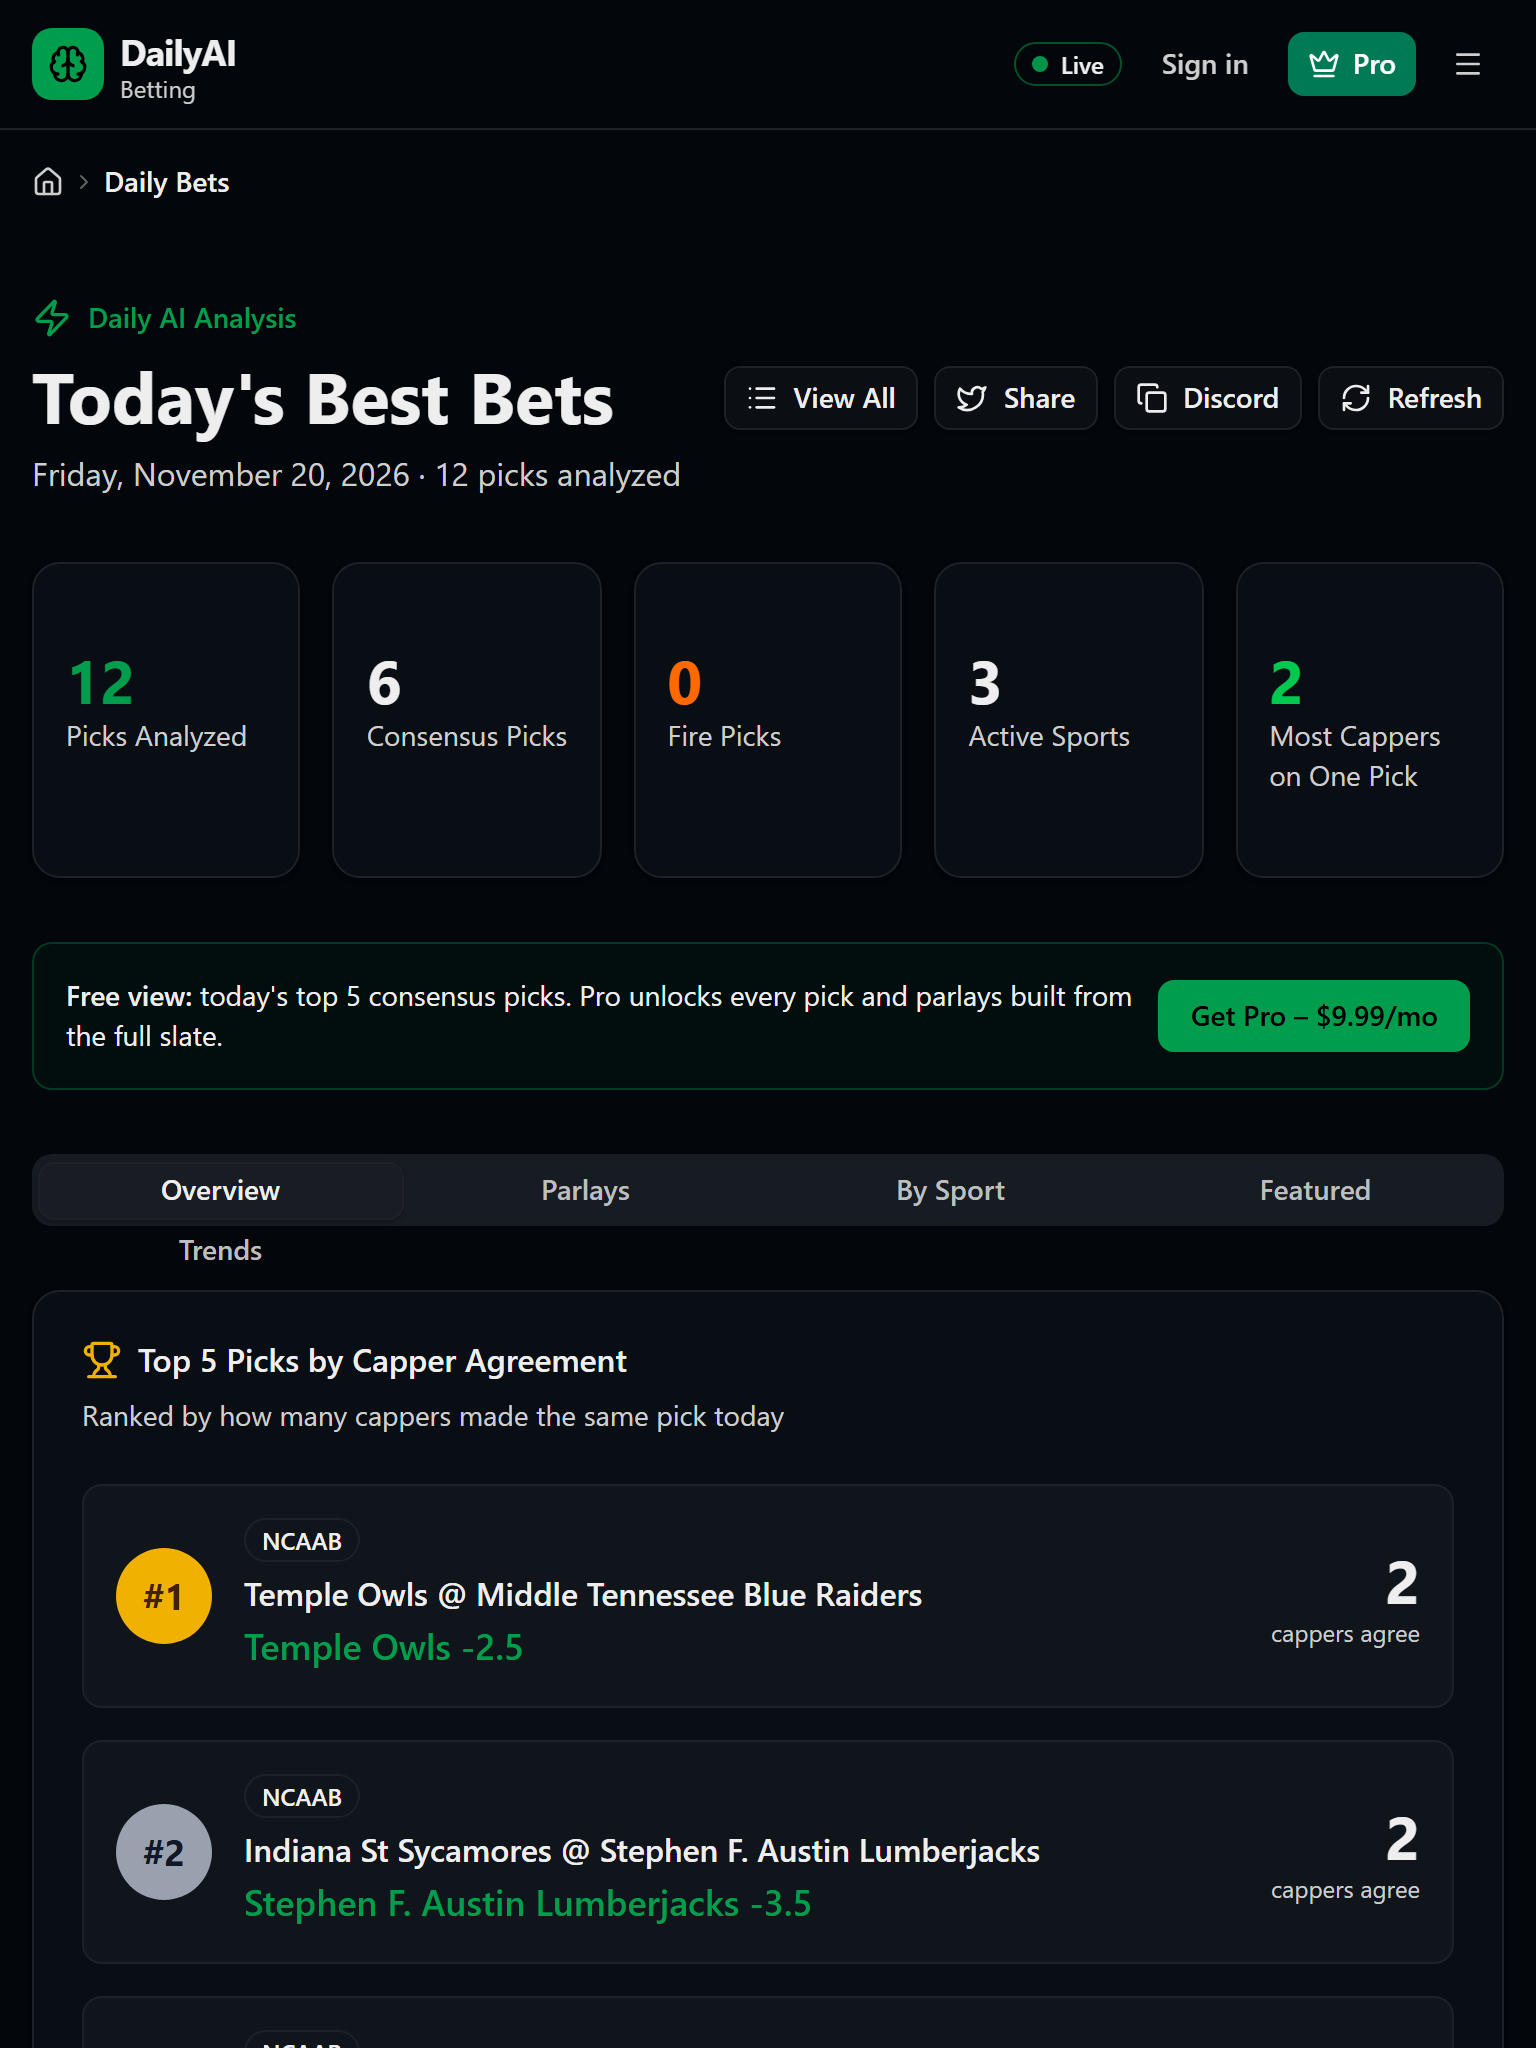 DailyAI
Betting
Live
Sign in
Pro
Daily Bets
Daily AI Analysis
Today's Best Bets
View All
Share
Discord
Refresh
Friday, November 20, 2026 · 12 picks analyzed
12
Picks Analyzed
6
Consensus Picks
0
Fire Picks
3
Active Sports
2
Most Cappers
on One Pick
Free view: today's top 5 consensus picks. Pro unlocks every pick and parlays built from
the full slate.
Get Pro – $9.99/mo
Overview
Parlays
By Sport
Featured
Trends
Top 5 Picks by Capper Agreement
Ranked by how many cappers made the same pick today
#1
NCAAB
Temple Owls @ Middle Tennessee Blue Raiders
Temple Owls -2.5
2
cappers agree
#2
NCAAB
Indiana St Sycamores @ Stephen F. Austin Lumberjacks
Stephen F. Austin Lumberjacks -3.5
2
cappers agree
NCAAB